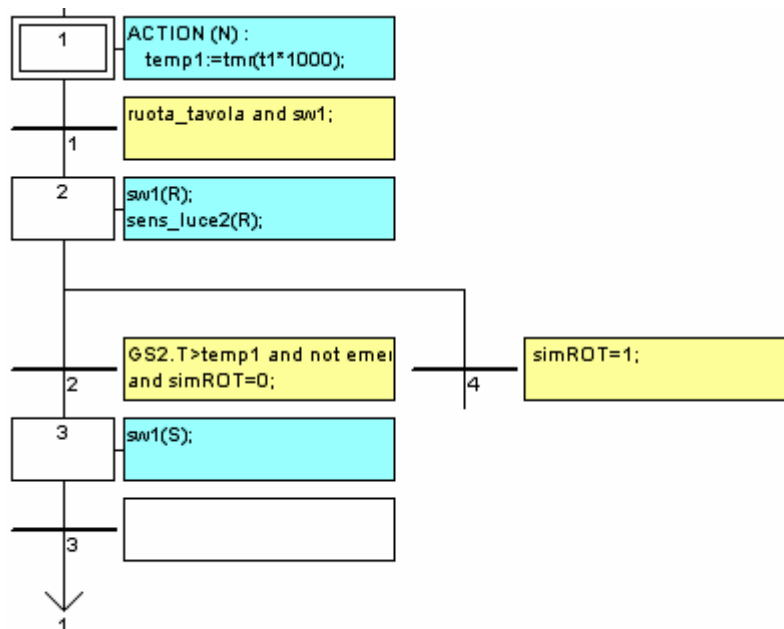 1
ACTION (N) :
temp1:=tmr(t1*1000);
ruota_tavola and sw1;
1
2
sw1(R);
sens_luce2(R);
GS2.T>temp1 and not emer
and simROT=0;
2
simROT=1;
4
3
sw1(S);
3
1